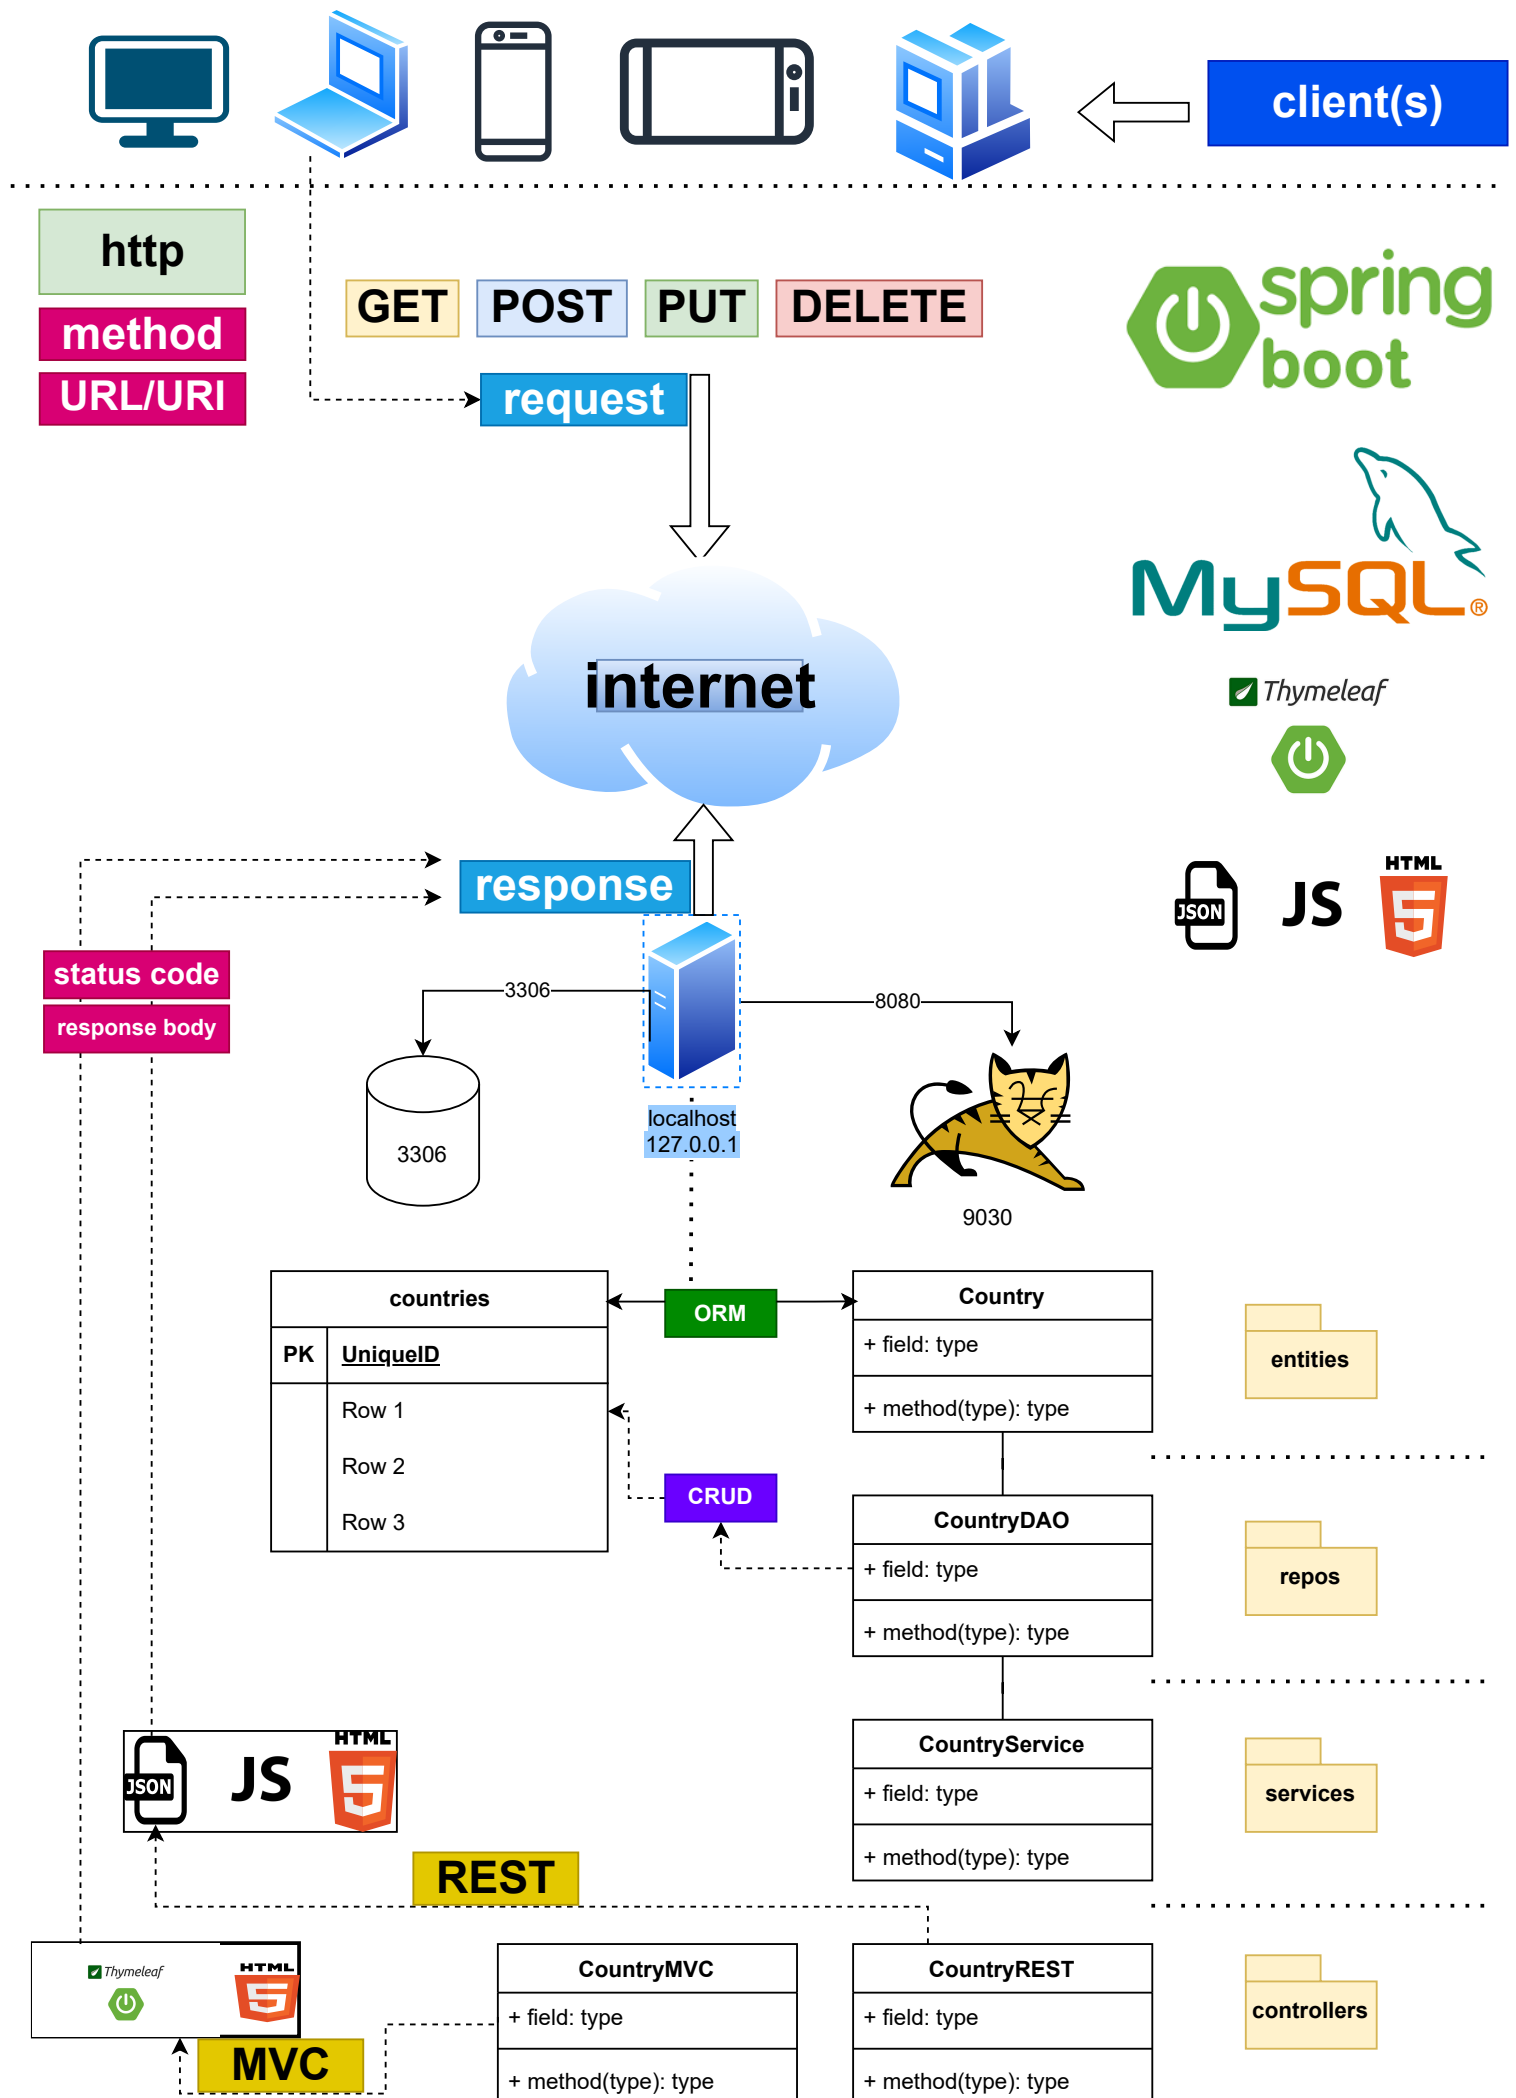 client(s)
http
method
URL/URI
GET
POST
PUT
DELETE
request
spring
boot
MySQL®
internet
Thymeleaf
response
JSON
JS
HTML
5
status code
response body
3306
8080
3306
localhost
127.0.0.1
9030
countries
PK
UniqueID
Row 1
Row 2
Row 3
ORM
CRUD
Country
+ field: type
+ method(type): type
entities
CountryDAO
+ field: type
+ method(type): type
repos
CountryService
+ field: type
+ method(type): type
services
JSON
JS
HTML
5
REST
Thymeleaf
HTML
5
MVC
CountryMVC
+ field: type
+ method(type): type
CountryREST
+ field: type
+ method(type): type
controllers